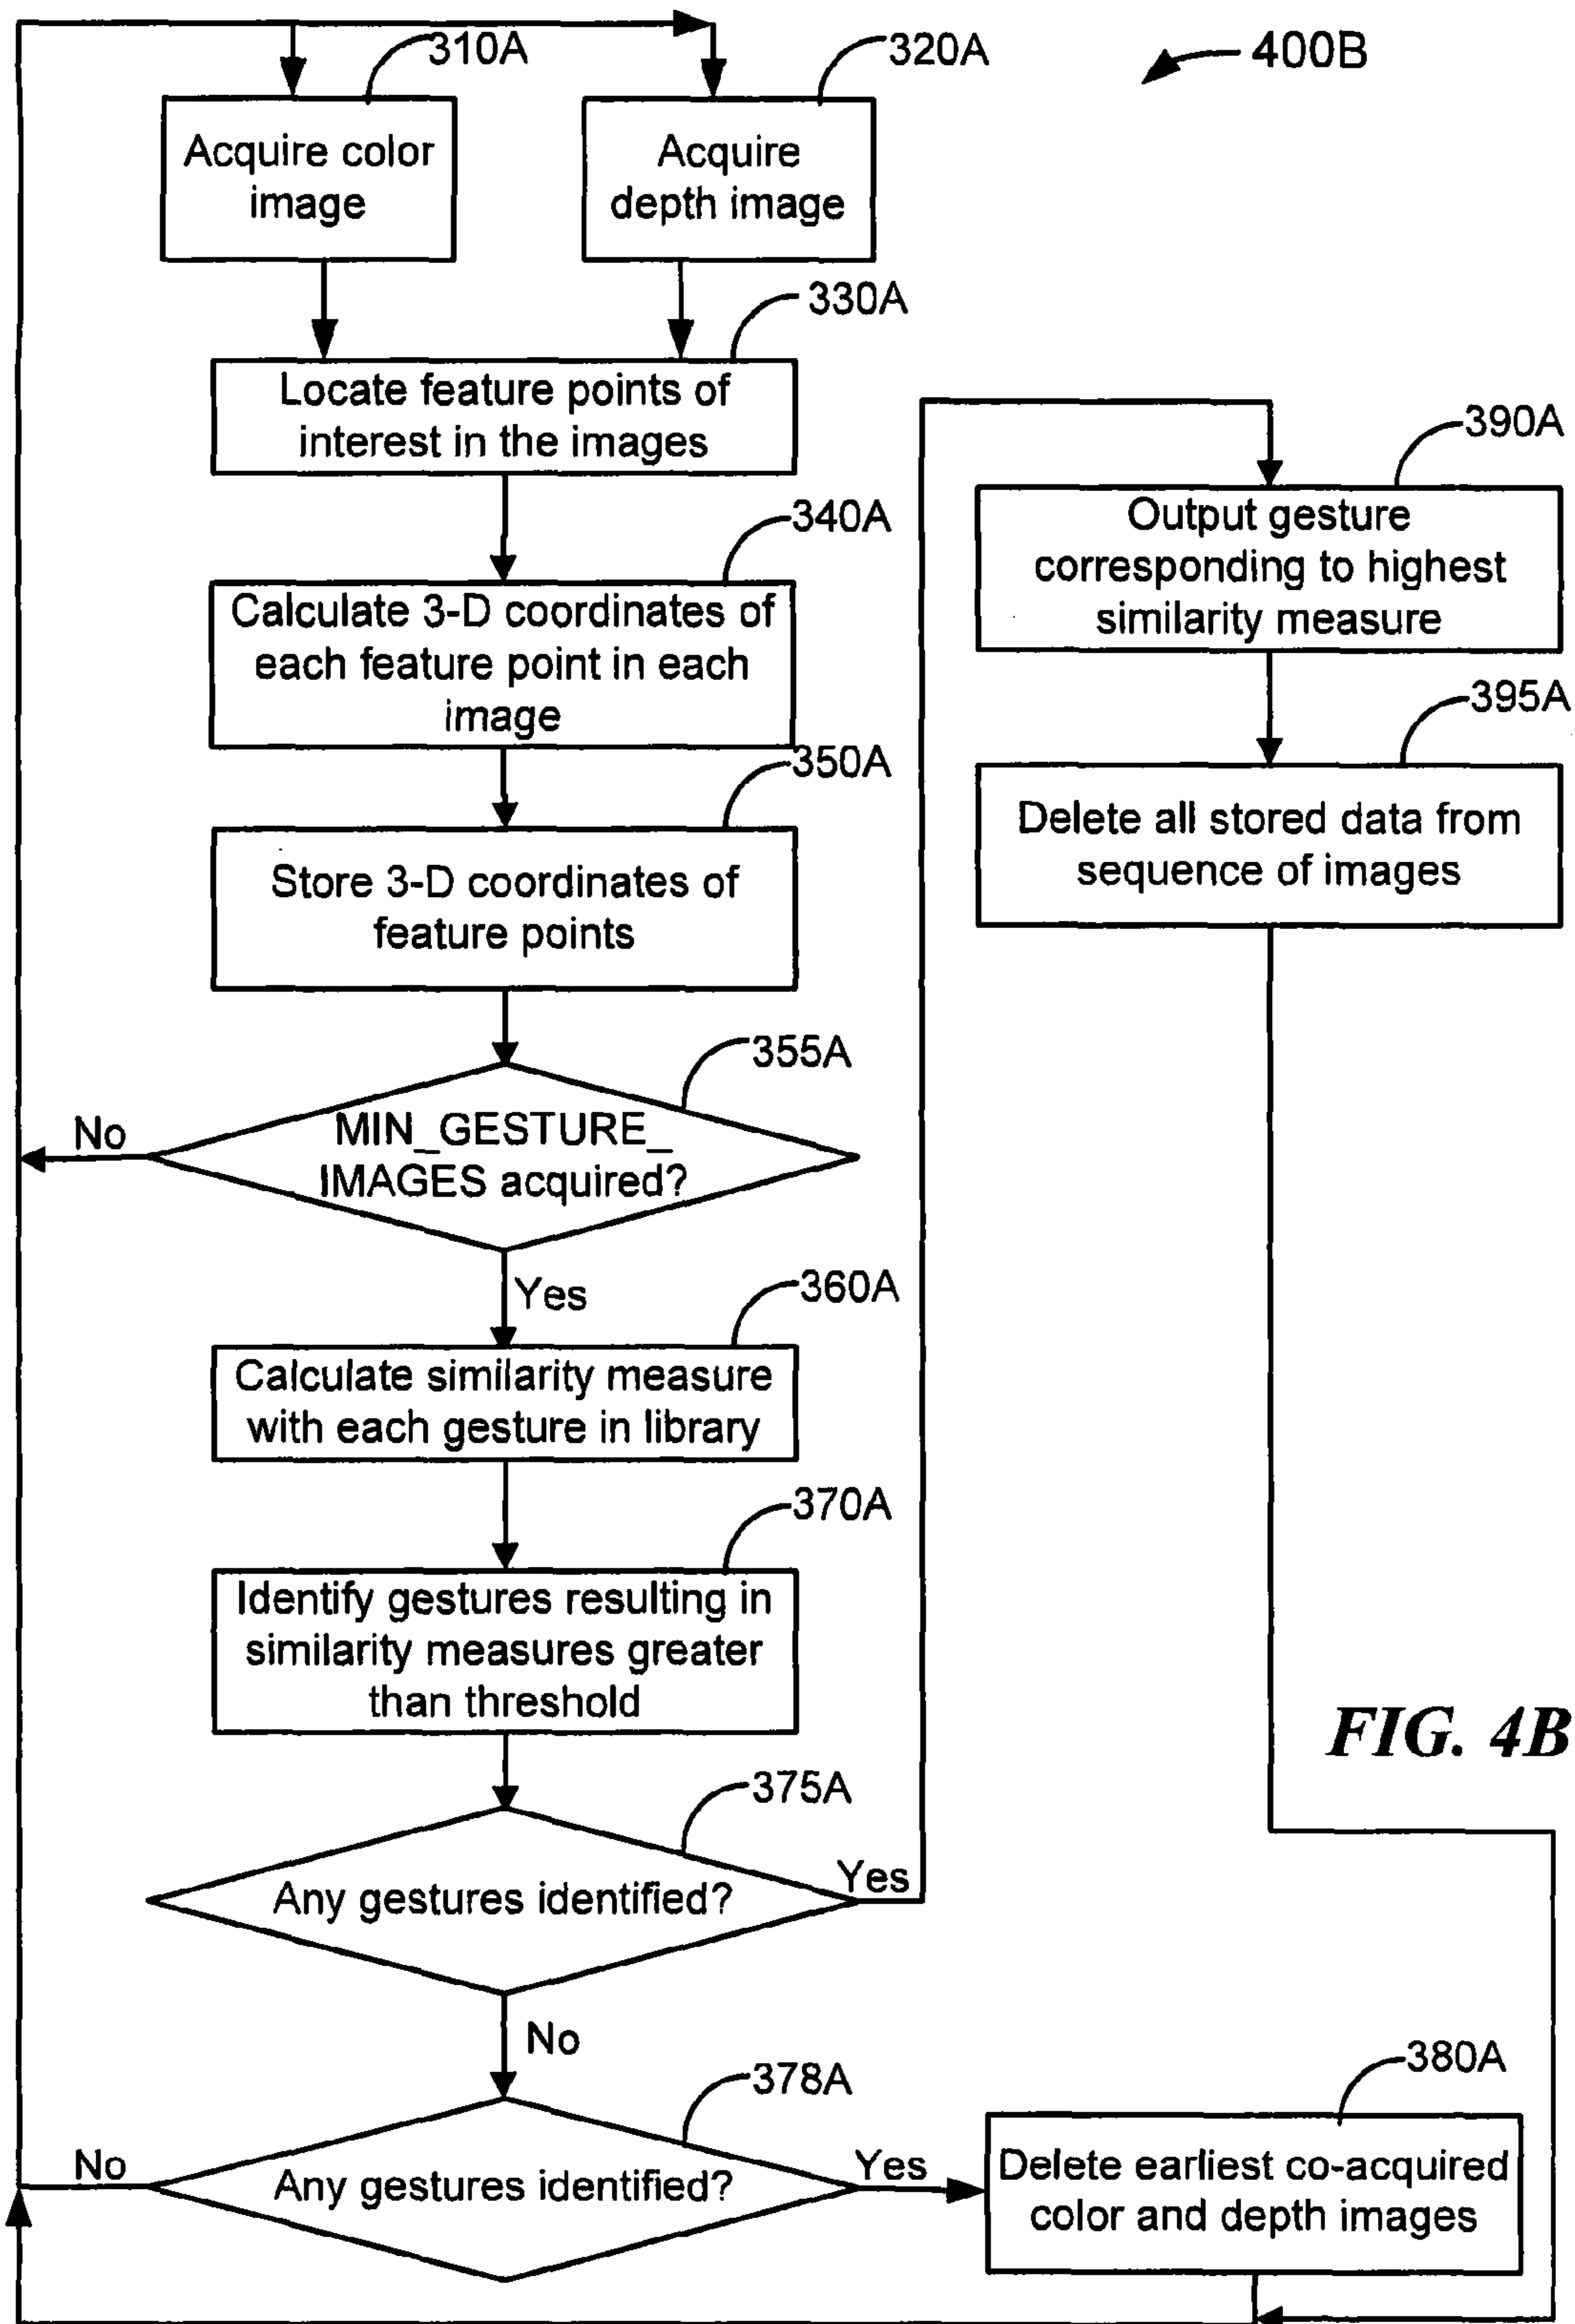 400B
310A
320A
Acquire color
image
Acquire
depth image
330A
Locate feature points of
interest in the images
340A
Calculate 3-D coordinates of
each feature point in each
image
350A
Store 3-D coordinates of
feature points
355A
MIN_GESTURE_
IMAGES acquired?
No
Yes
360A
Calculate similarity measure
with each gesture in library
370A
Identify gestures resulting in
similarity measures greater
than threshold
375A
Any gestures identified?
Yes
No
378A
Any gestures identified?
No
Yes
380A
Delete earliest co-acquired
color and depth images
390A
Output gesture
corresponding to highest
similarity measure
395A
Delete all stored data from
sequence of images
FIG. 4B